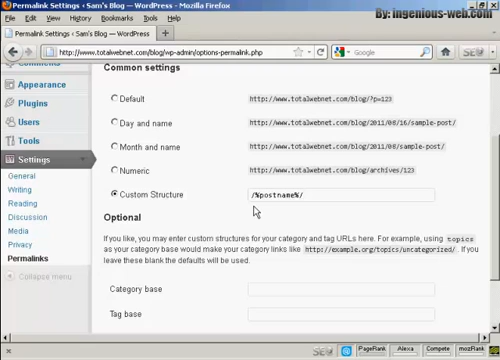 Permalink Settings ‹ Sam's Blog — WordPress - Mozilla Firefox
By: ingenious-web.com
File Edit View History Bookmarks Tools Help
Permalink Settings ‹ Sam's Blog — WordPress
http://www.totalwebnet.com/blog/wp-admin/options-permalink.php
Google
SEO
Comments
Appearance
Plugins
Users
Tools
Settings
General
Writing
Reading
Discussion
Media
Privacy
Permalinks
Collapse menu
Common settings
Default http://www.totalwebnet.com/blog/?p=123
Day and name http://www.totalwebnet.com/blog/2011/08/16/sample-post/
Month and name http://www.totalwebnet.com/blog/2011/08/sample-post/
Numeric http://www.totalwebnet.com/blog/archives/123
Custom Structure /%postname%/
Optional
If you like, you may enter custom structures for your category and tag URLs here. For example, using topics
as your category base would make your category links like http://example.org/topics/uncategorized/. If you
leave these blank the defaults will be used.
Category base
Tag base
SEO PageRank Alexa Compete mozRank